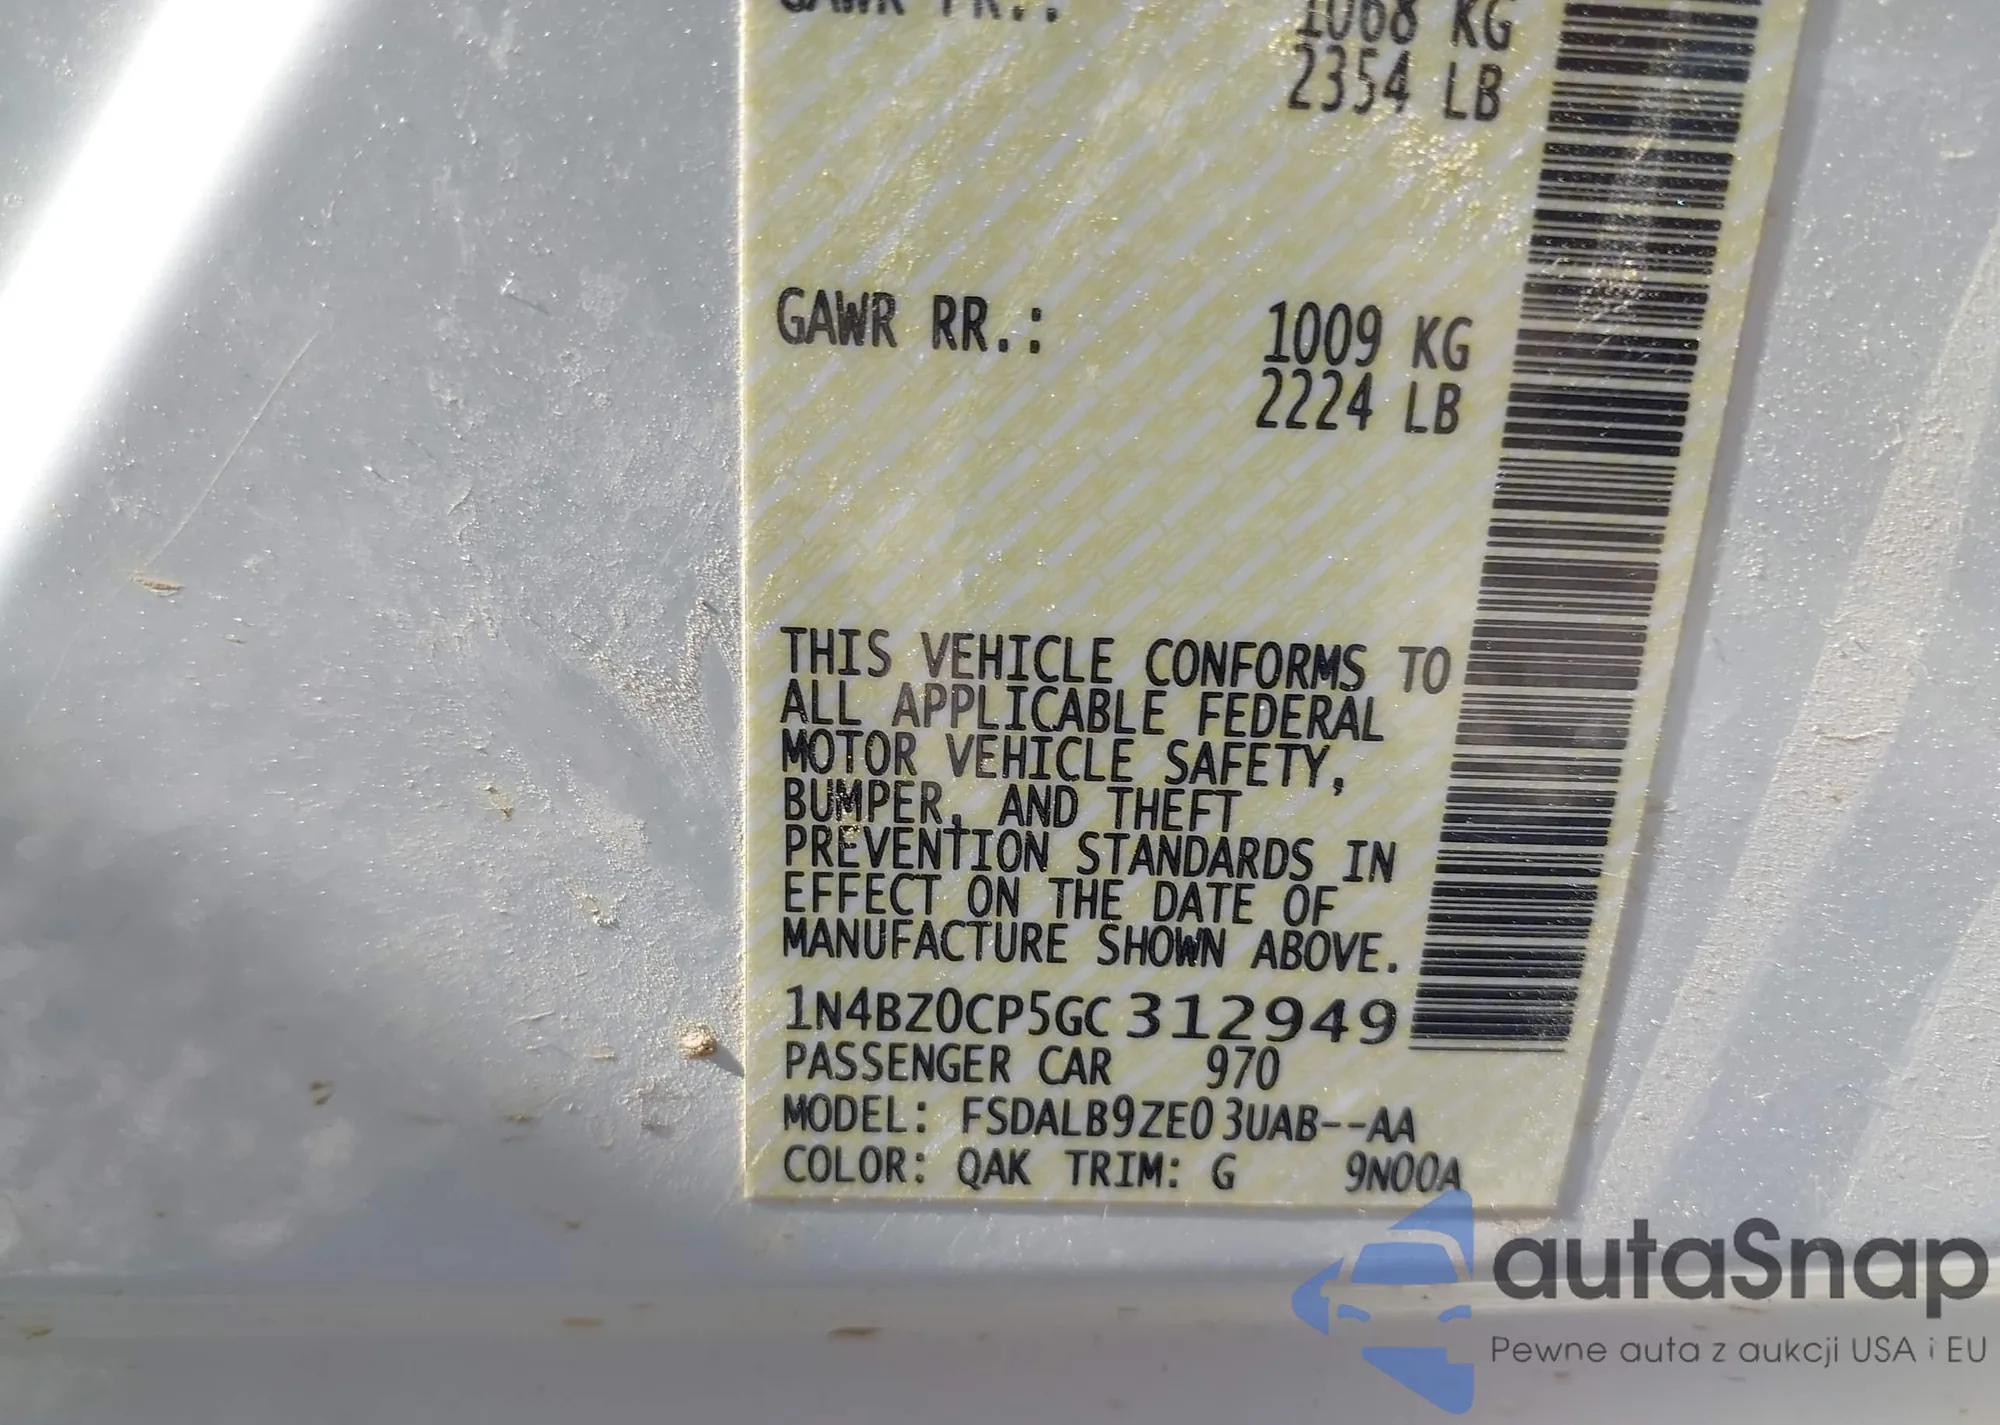 GAWR FR.: 1068 KG
2354 LB
GAWR RR.: 1009 KG
2224 LB
THIS VEHICLE CONFORMS TO
ALL APPLICABLE FEDERAL
MOTOR VEHICLE SAFETY,
BUMPER, AND THEFT
PREVENTION STANDARDS IN
EFFECT ON THE DATE OF
MANUFACTURE SHOWN ABOVE.
1N4BZ0CP5GC312949
PASSENGER CAR 970
MODEL: FSDALB9ZE03UAB--AA
COLOR: QAK TRIM: G 9N00A
autaSnap
Pewne auta z aukcji USA i EU